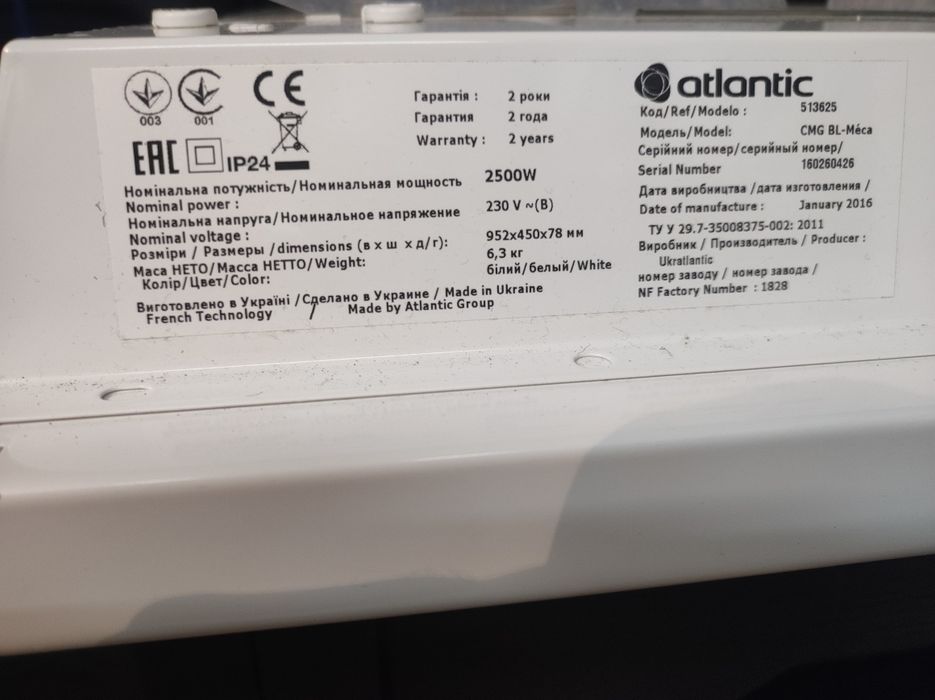 003 001
EAC IP24
Гарантія : 2 роки
Гарантия 2 года
Warranty : 2 years
Номінальна потужність/Номинальная мощность 2500W
Nominal power :
Номінальна напруга/Номинальное напряжение 230 V ~(В)
Nominal voltage :
Розміри / Размеры /dimensions (в х ш х д/г): 952x450x78 мм
Маса НЕТО/Масса НЕТТО/Weight: 6,3 кг
Колір/Цвет/Color: білий/белый/White
Виготовлено в Україні /Сделано в Украине / Made in Ukraine
French Technology / Made by Atlantic Group
atlantic
Код/Ref/Modelo : 513625
Модель/Model: CMG BL-Méca
Серійний номер/серийный номер/
Serial Number 160260426
Дата виробництва /дата изготовления /
Date of manufacture : January 2016
ТУ У 29.7-35008375-002: 2011
Виробник / Производитель / Producer :
Ukratlantic
номер заводу / номер завода /
NF Factory Number : 1828